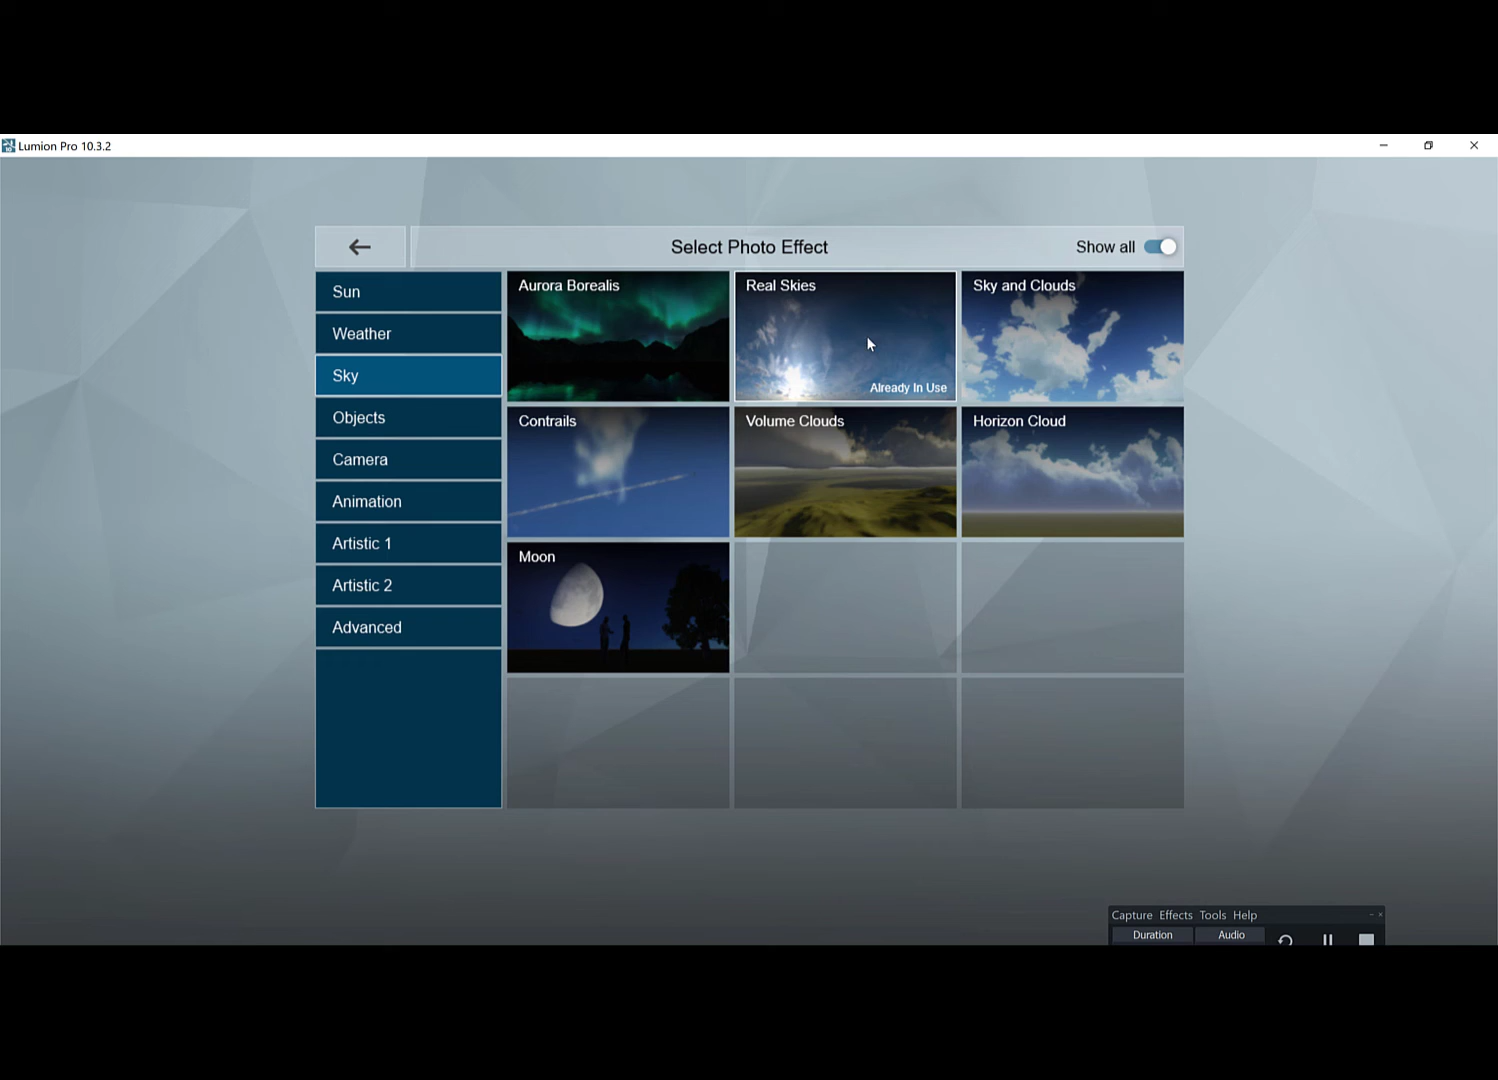 Lumion Pro 10.3.2
Select Photo Effect
Show all
Sun
Weather
Sky
Objects
Camera
Animation
Artistic 1
Artistic 2
Advanced
Aurora Borealis
Real Skies
Already In Use
Sky and Clouds
Contrails
Volume Clouds
Horizon Cloud
Moon
Capture Effects Tools Help
Duration Audio